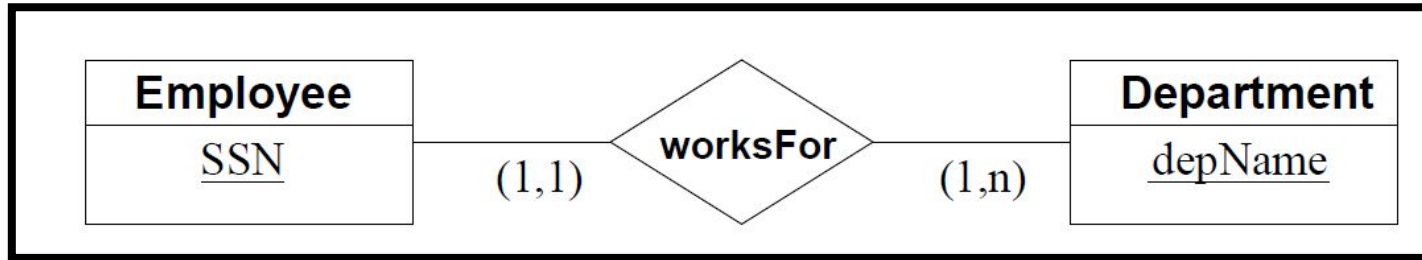 Employee
SSN
(1,1)
worksFor
(1,n)
Department
depName